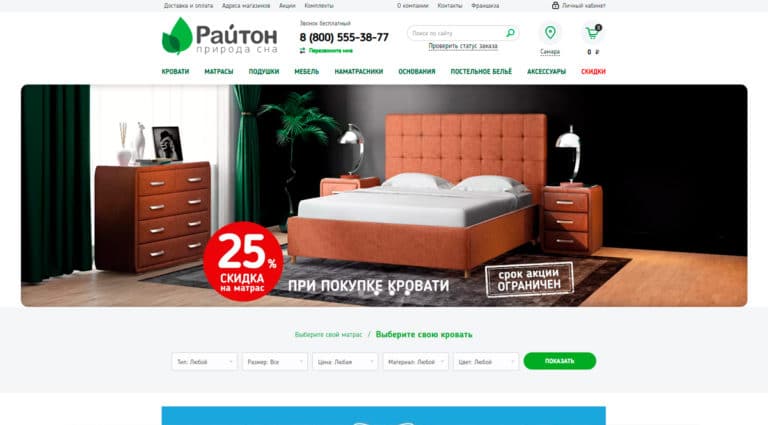 Доставка и оплата Адреса магазинов Акции Комплекты О компании Контакты Франшиза Личный кабинет
Райтон
природа сна
Звонок бесплатный
8 (800) 555-38-77
Перезвоните мне
Поиск по сайту
Проверить статус заказа
Самара
0
0 ₽
КРОВАТИ МАТРАСЫ ПОДУШКИ МЕБЕЛЬ НАМАТРАСНИКИ ОСНОВАНИЯ ПОСТЕЛЬНОЕ БЕЛЬЁ АКСЕССУАРЫ СКИДКИ
25%
СКИДКА
на матрас
ПРИ ПОКУПКЕ КРОВАТИ
срок акции
ОГРАНИЧЕН
Выберите свой матрас / Выберите свою кровать
Тип: Любой Размер: Все Цена: Любая Материал: Любой Цвет: Любой ПОКАЗАТЬ